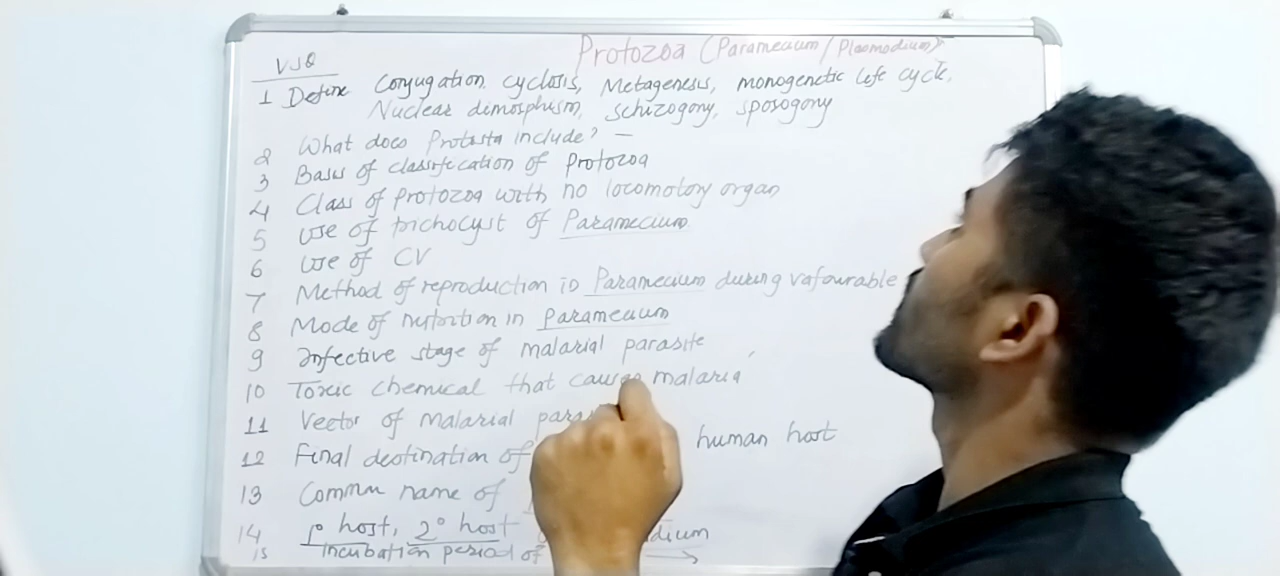 Protozoa (Paramecium/Plasmodium)
VSQ
1 Define Conjugation, cyclosis, Metagenesis, monogenetic life cycle,
Nuclear dimorphism, schizogony, sposogony
2 What does Protista include? —
3 Basis of classification of Protozoa
4 Class of Protozoa with no locomotory organ
5 Use of trichocyst of Paramecium
6 Use of CV
7 Method of reproduction in Paramecium during vafourable
8 Mode of nutrition in Paramecium
9 Infective stage of malarial parasite
10 Toxic chemical that causes malaria
11 Vector of Malarial
12 Final destination of human host
13 Common name of
14 1° host, 2° host
15 incubation period of